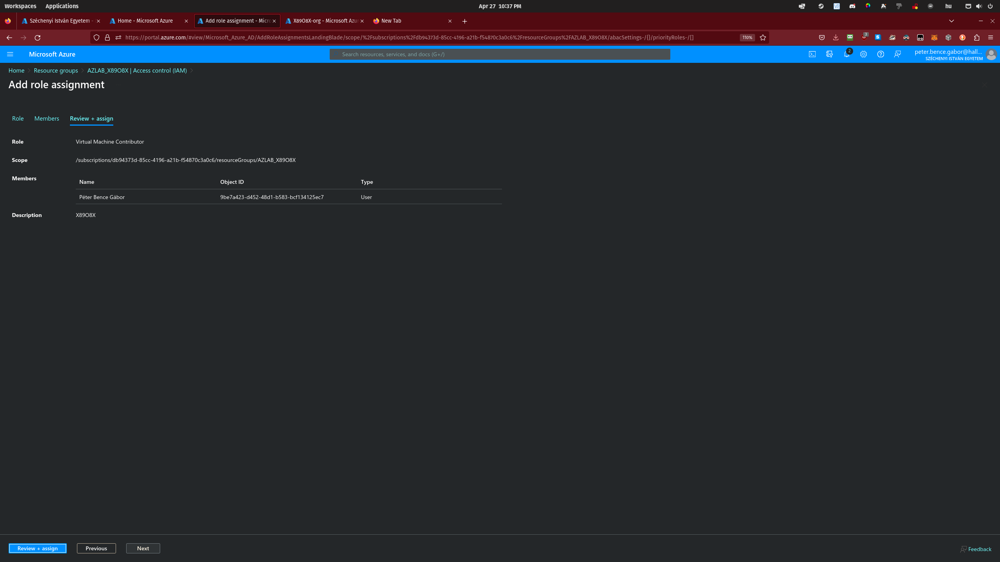 Workspaces Applications Apr 27 10:37 PM hu
Széchenyi István Egyetem - Home - Microsoft Azure Add role assignment - Micro X89O8X-org - Microsoft Azur New Tab
https://portal.azure.com/#view/Microsoft_Azure_AD/AddRoleAssignmentsLandingBlade/scope/%2Fsubscriptions%2Fdb94373d-85cc-4196-a21b-f54870c3a0c6%2FresourceGroups%2FAZLAB_X89O8X/abacSettings~/{}/priorityRoles~/[] 110% 3
Microsoft Azure Search resources, services, and docs (G+/) 2 peter.bence.gabor@hall...
SZÉCHENYI ISTVÁN EGYETEM
Home Resource groups AZLAB_X89O8X | Access control (IAM)
Add role assignment
Role Members Review + assign
Role Virtual Machine Contributor
Scope /subscriptions/db94373d-85cc-4196-a21b-f54870c3a0c6/resourceGroups/AZLAB_X89O8X
Members
Name Object ID Type
Péter Bence Gábor 9be7a423-d452-48d1-b583-bcf134125ec7 User
Description X89O8X
Review + assign Previous Next Feedback